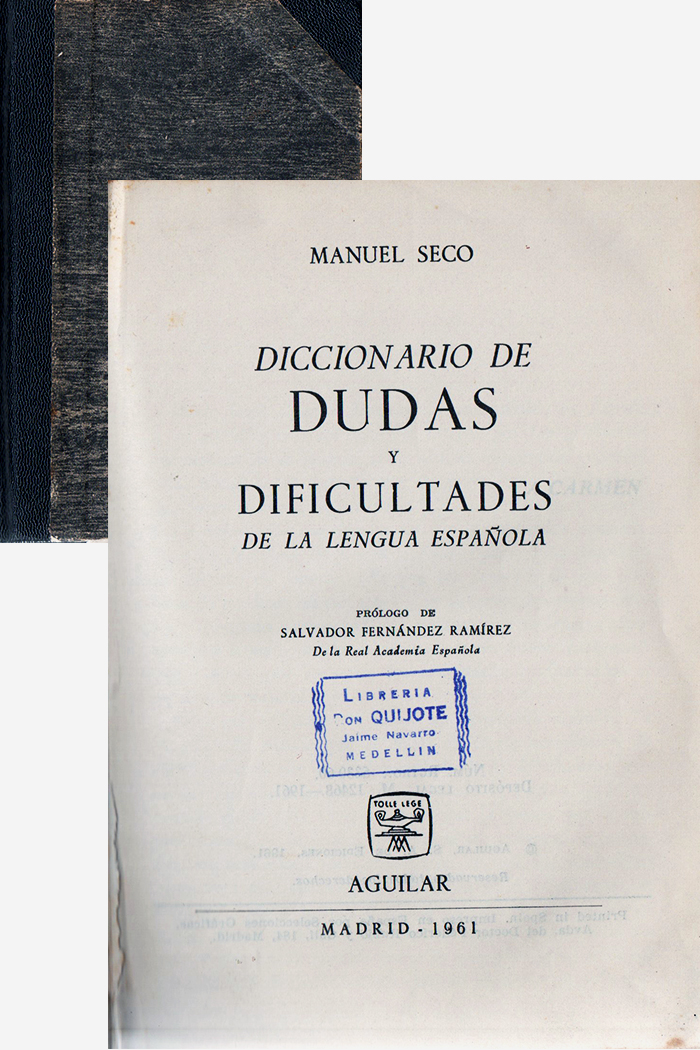 MANUEL SECO
DICCIONARIO DE
DUDAS
Y
DIFICULTADES
DE LA LENGUA ESPAÑOLA
CARMEN
PRÓLOGO DE
SALVADOR FERNÁNDEZ RAMÍREZ
De la Real Academia Española
LIBRERIA
DON QUIJOTE
Jaime Navarro
MEDELLIN
TOLLE LEGE
AGUILAR
MADRID - 1961